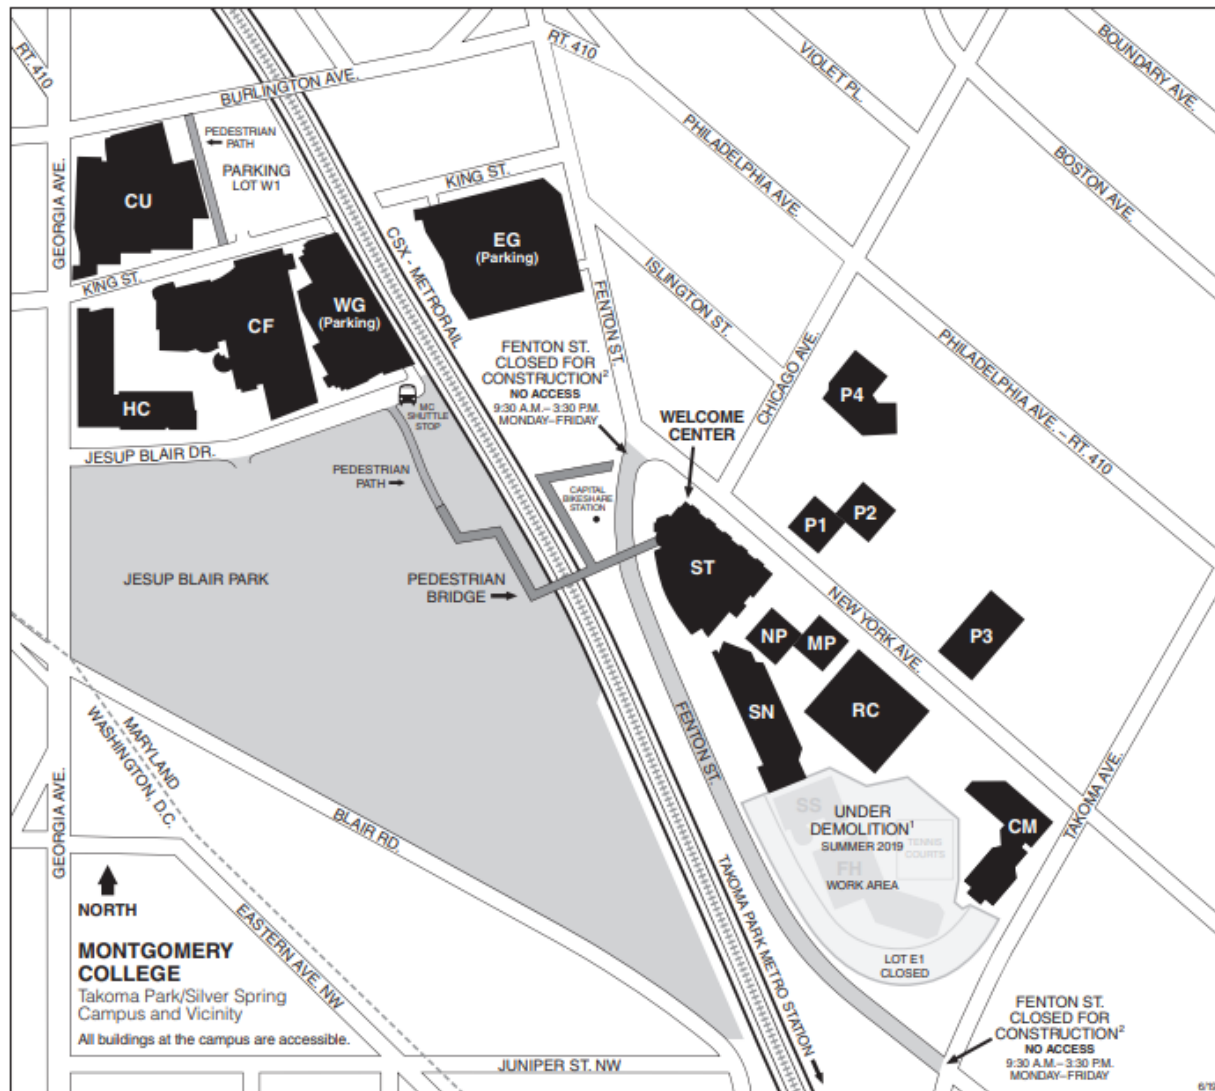 RT. 410
BURLINGTON AVE.
RT. 410
VIOLET PL.
BOUNDARY AVE.
PEDESTRIAN
PATH
PARKING
LOT W1
PHILADELPHIA AVE.
BOSTON AVE.
GEORGIA AVE.
CU
KING ST.
EG
(Parking)
CSX - METRORAIL
KING ST.
ISLINGTON ST.
FENTON ST.
WG
(Parking)
CF
HC
CHICAGO AVE.
PHILADELPHIA AVE. – RT. 410
FENTON ST.
CLOSED FOR
CONSTRUCTION²
NO ACCESS
9:30 A.M.– 3:30 P.M.
MONDAY–FRIDAY
P4
MC
SHUTTLE
STOP
WELCOME
CENTER
JESUP BLAIR DR.
PEDESTRIAN
PATH
CAPITAL
BIKESHARE
STATION
P1
P2
ST
JESUP BLAIR PARK
PEDESTRIAN
BRIDGE
NEW YORK AVE.
NP
MP
P3
SN
RC
FENTON ST.
MARYLAND
WASHINGTON, D.C.
GEORGIA AVE.
BLAIR RD.
SS
UNDER
DEMOLITION¹
SUMMER 2019
TENNIS
COURTS
FH
WORK AREA
CM
TAKOMA AVE.
TAKOMA PARK METRO STATION
LOT E1
CLOSED
NORTH
EASTERN AVE. NW
MONTGOMERY
COLLEGE
Takoma Park/Silver Spring
Campus and Vicinity
All buildings at the campus are accessible.
JUNIPER ST. NW
FENTON ST.
CLOSED FOR
CONSTRUCTION²
NO ACCESS
9:30 A.M.– 3:30 P.M.
MONDAY–FRIDAY